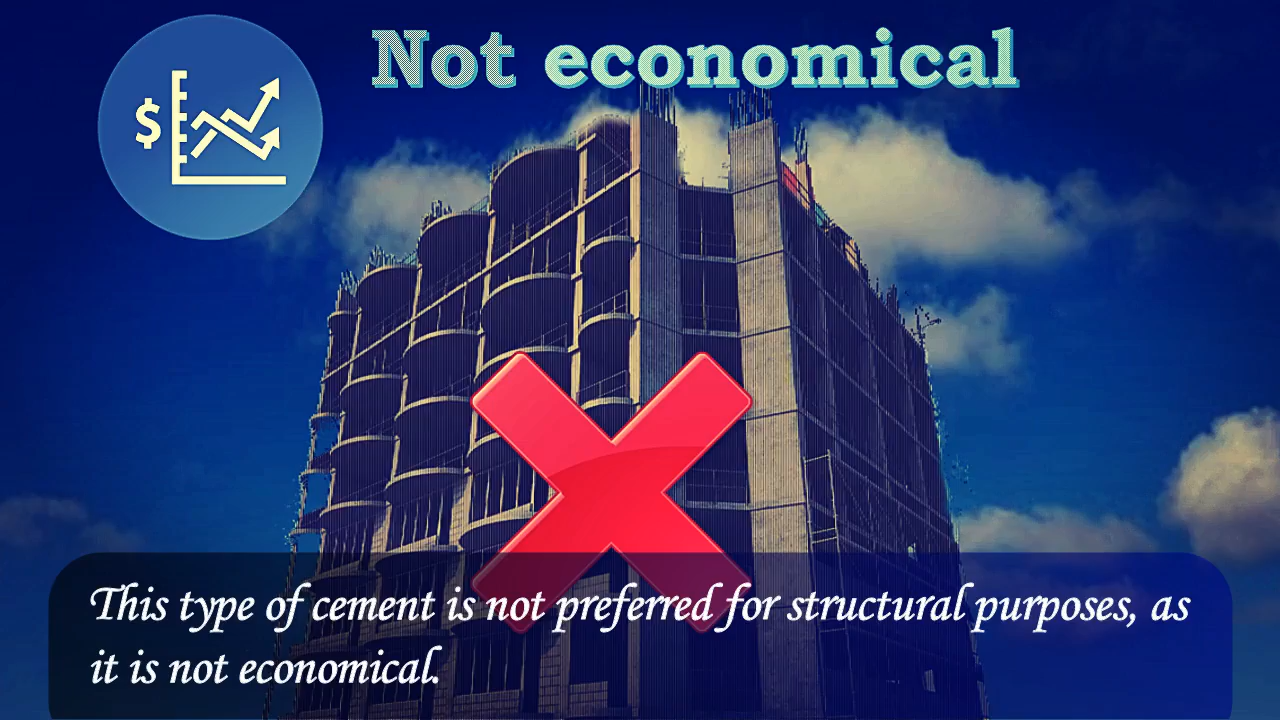 Not economical
$
This type of cement is not preferred for structural purposes, as
it is not economical.